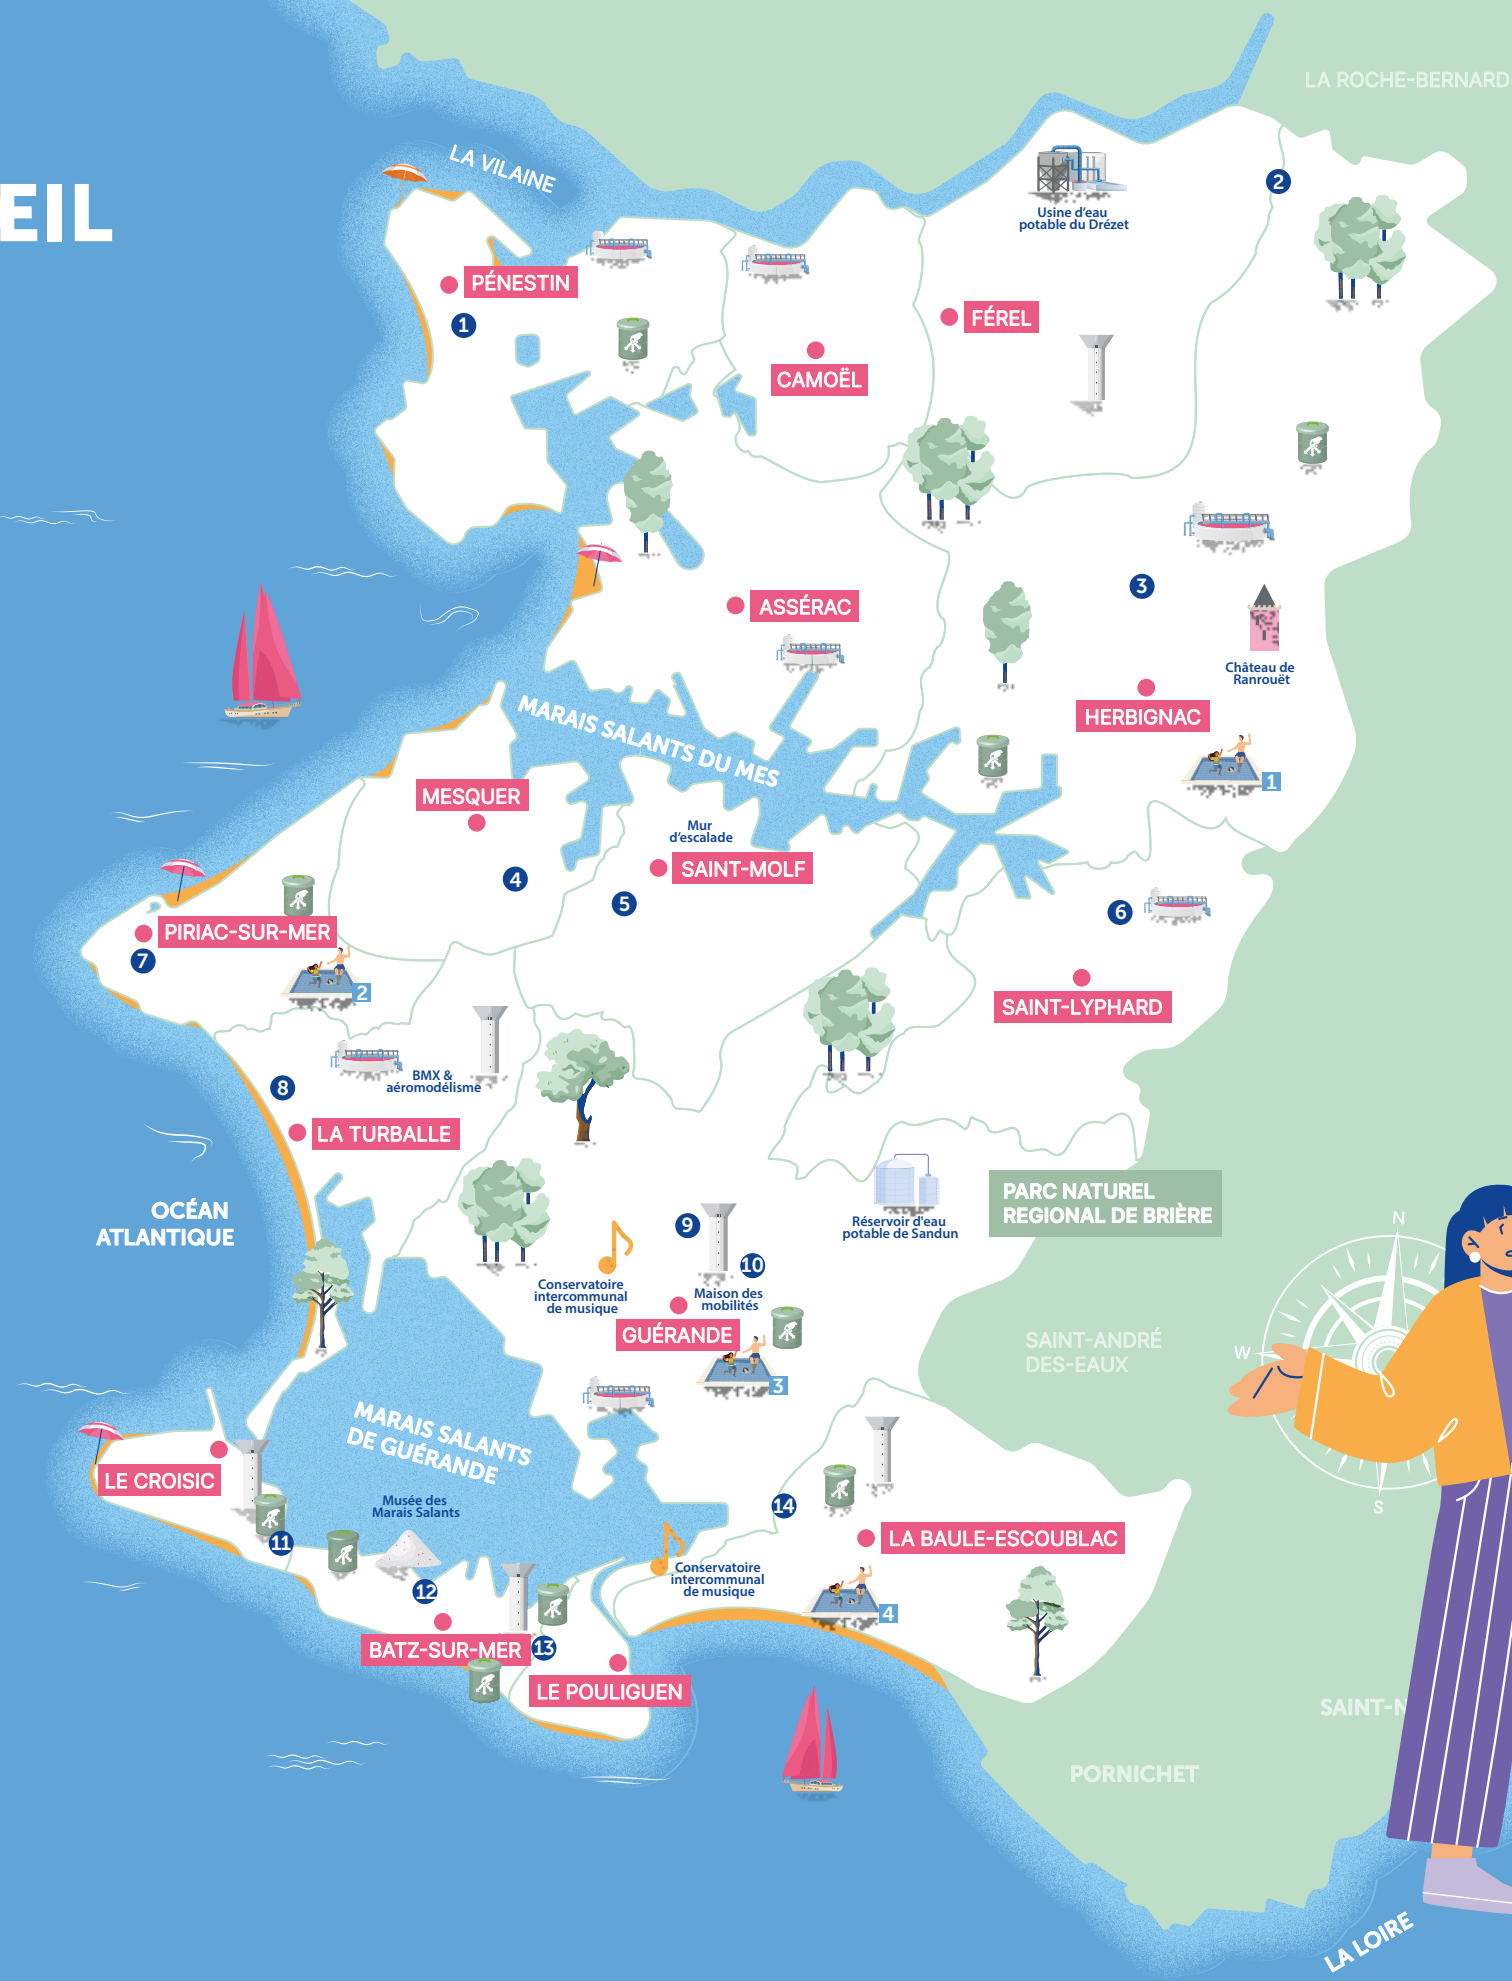 LA ROCHE-BERNARD
LA VILAINE
EIL
2
Usine d'eau
potable du Drézet
PÉNESTIN
1
FÉREL
CAMOËL
3
ASSÉRAC
Château de
Ranrouët
HERBIGNAC
1
MARAIS SALANTS DU MES
MESQUER
Mur
d'escalade
SAINT-MOLF
4
5
6
PIRIAC-SUR-MER
7
2
SAINT-LYPHARD
8
BMX &
aéromodélisme
LA TURBALLE
OCÉAN
ATLANTIQUE
PARC NATUREL
REGIONAL DE BRIÈRE
Réservoir d'eau
potable de Sandun
9
10
Conservatoire
intercommunal
de musique
Maison des
mobilités
GUÉRANDE
3
SAINT-ANDRÉ
DES-EAUX
N
W
S
MARAIS SALANTS
DE GUÉRANDE
LE CROISIC
Musée des
Marais Salants
11
12
14
LA BAULE-ESCOUBLAC
Conservatoire
intercommunal
de musique
4
BATZ-SUR-MER
13
LE POULIGUEN
SAINT-N
PORNICHET
LA LOIRE